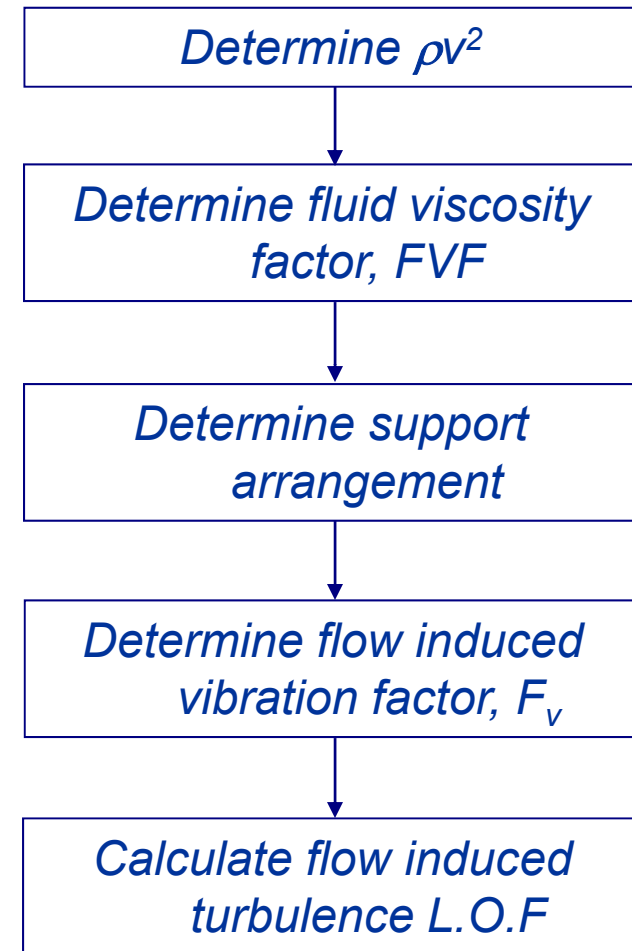 Determine ρv²
Determine fluid viscosity
factor, FVF
Determine support
arrangement
Determine flow induced
vibration factor, Fᵥ
Calculate flow induced
turbulence L.O.F